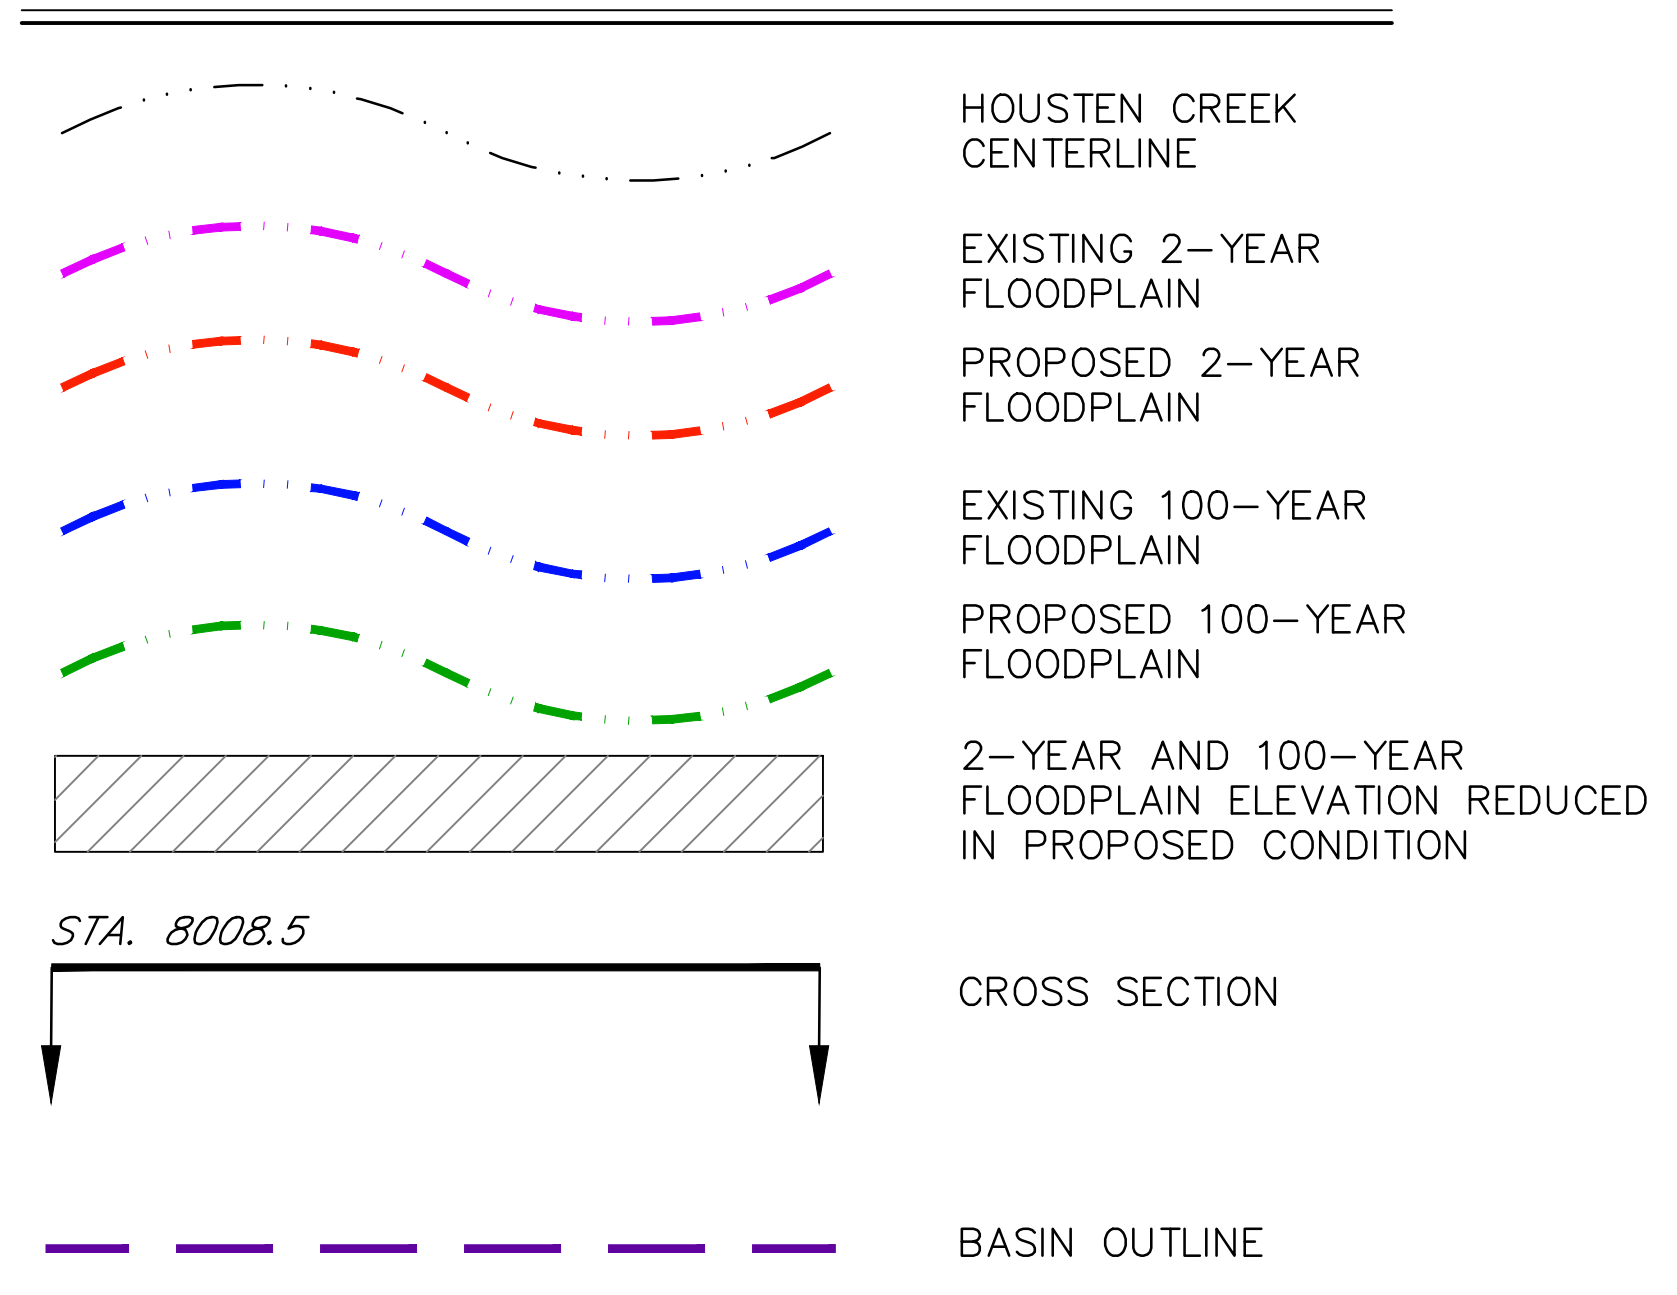 HOUSTEN CREEK
CENTERLINE
EXISTING 2-YEAR
FLOODPLAIN
PROPOSED 2-YEAR
FLOODPLAIN
EXISTING 100-YEAR
FLOODPLAIN
PROPOSED 100-YEAR
FLOODPLAIN
2-YEAR AND 100-YEAR
FLOODPLAIN ELEVATION REDUCED
IN PROPOSED CONDITION
STA. 8008.5
CROSS SECTION
BASIN OUTLINE